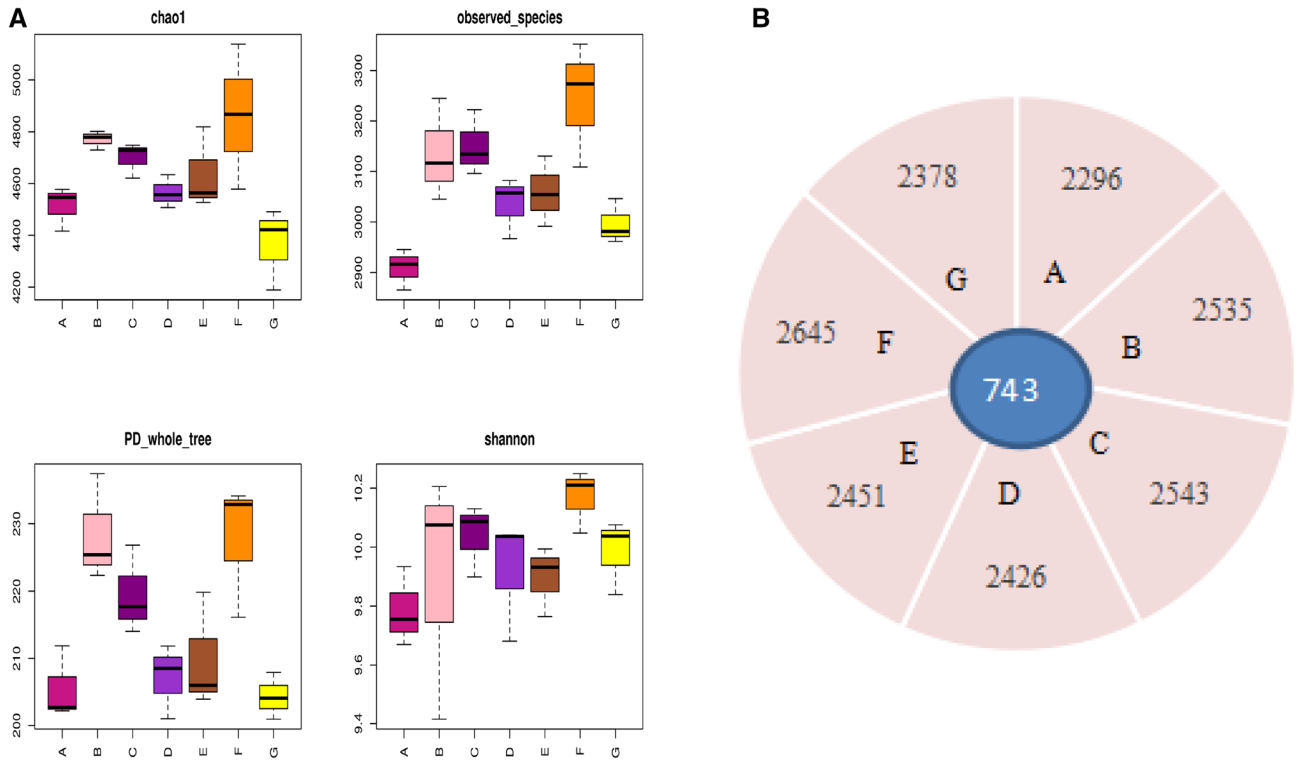 A
B
chao1
5000
4800
4600
4400
4200
A B C D E F G
observed_species
3300
3200
3100
3000
2900
A B C D E F G
PD_whole_tree
230
220
210
200
A B C D E F G
shannon
10.2
10.0
9.8
9.6
9.4
A B C D E F G
2378
2296
G
A
2645
F
B
2535
743
E
C
2451
D
2543
2426